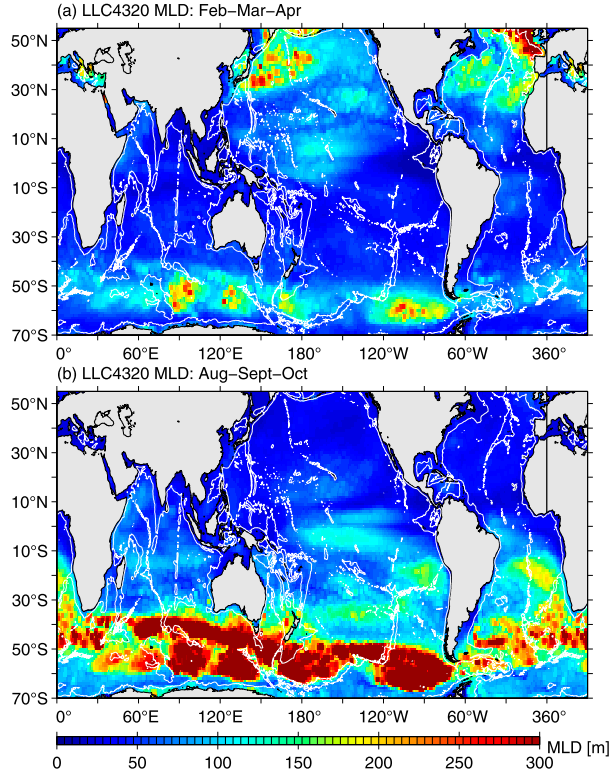 (a) LLC4320 MLD: Feb−Mar−Apr
50°N
30°N
10°N
10°S
30°S
50°S
70°S
0° 60°E 120°E 180° 120°W 60°W 360°
(b) LLC4320 MLD: Aug−Sept−Oct
50°N
30°N
10°N
10°S
30°S
50°S
70°S
0° 60°E 120°E 180° 120°W 60°W 360°
0 50 100 150 200 250 300 MLD [m]